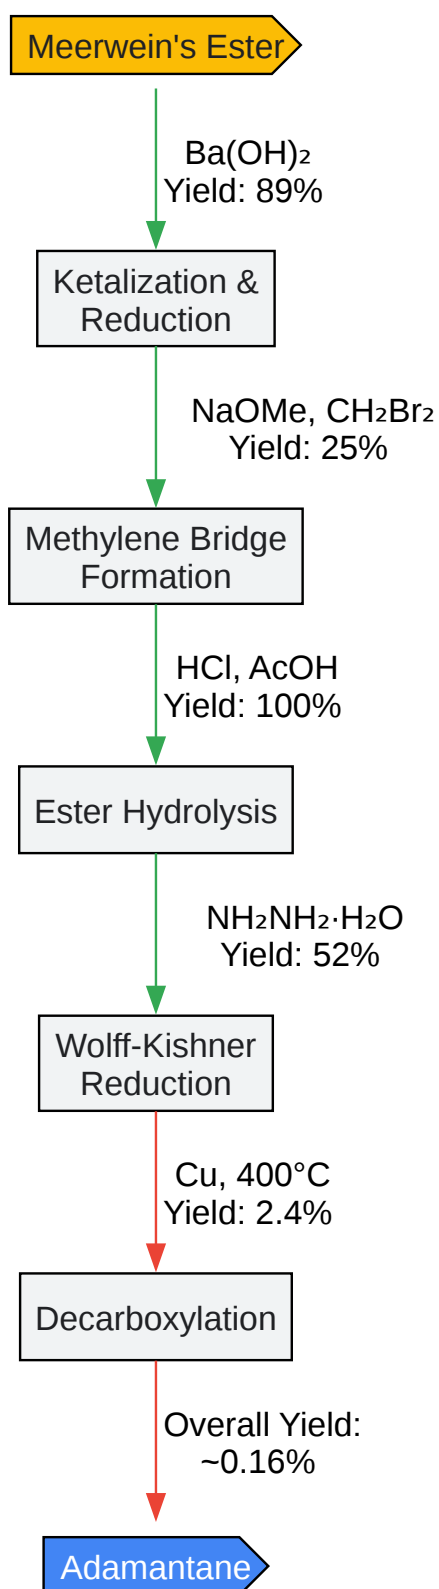 Meerwein's Ester
Ba(OH)₂
Yield: 89%
Ketalization &
Reduction
NaOMe, CH₂Br₂
Yield: 25%
Methylene Bridge
Formation
HCl, AcOH
Yield: 100%
Ester Hydrolysis
NH₂NH₂·H₂O
Yield: 52%
Wolff-Kishner
Reduction
Cu, 400°C
Yield: 2.4%
Decarboxylation
Overall Yield:
~0.16%
Adamantane